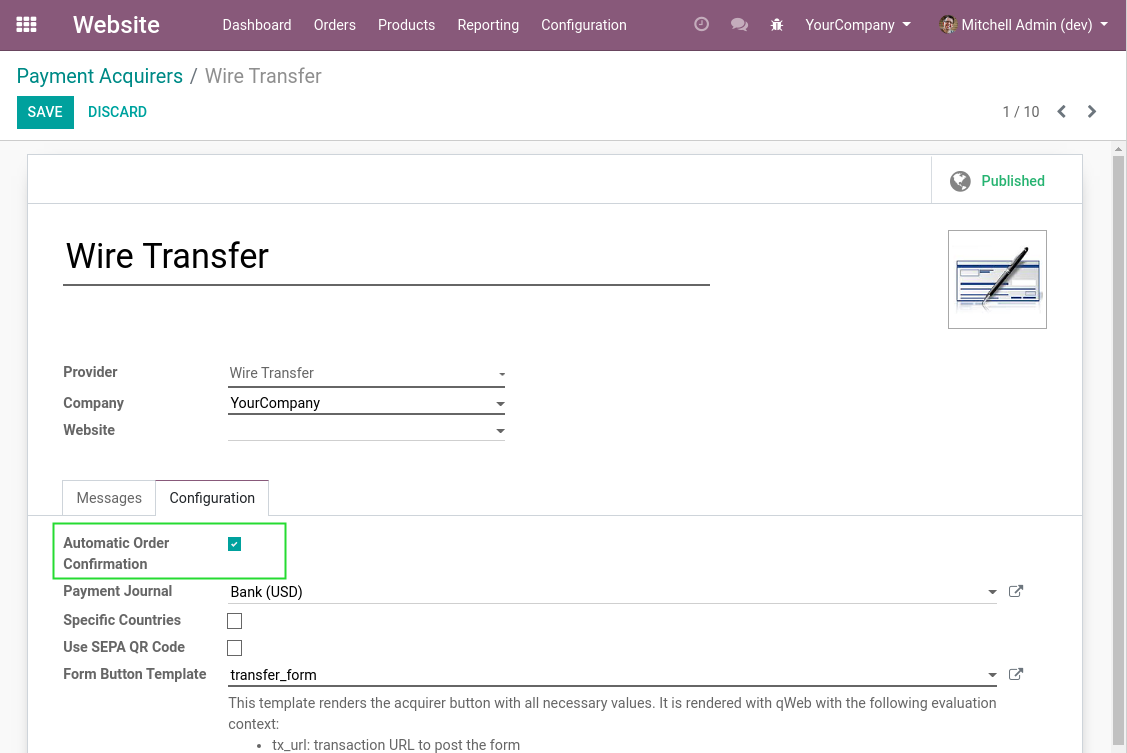 Website Dashboard Orders Products Reporting Configuration YourCompany Mitchell Admin (dev)
Payment Acquirers / Wire Transfer
SAVE DISCARD 1 / 10
Published
Wire Transfer
Provider Wire Transfer
Company YourCompany
Website
Messages Configuration
Automatic Order
Confirmation
Payment Journal Bank (USD)
Specific Countries
Use SEPA QR Code
Form Button Template transfer_form
This template renders the acquirer button with all necessary values. It is rendered with qWeb with the following evaluation
context:
• tx_url: transaction URL to post the form